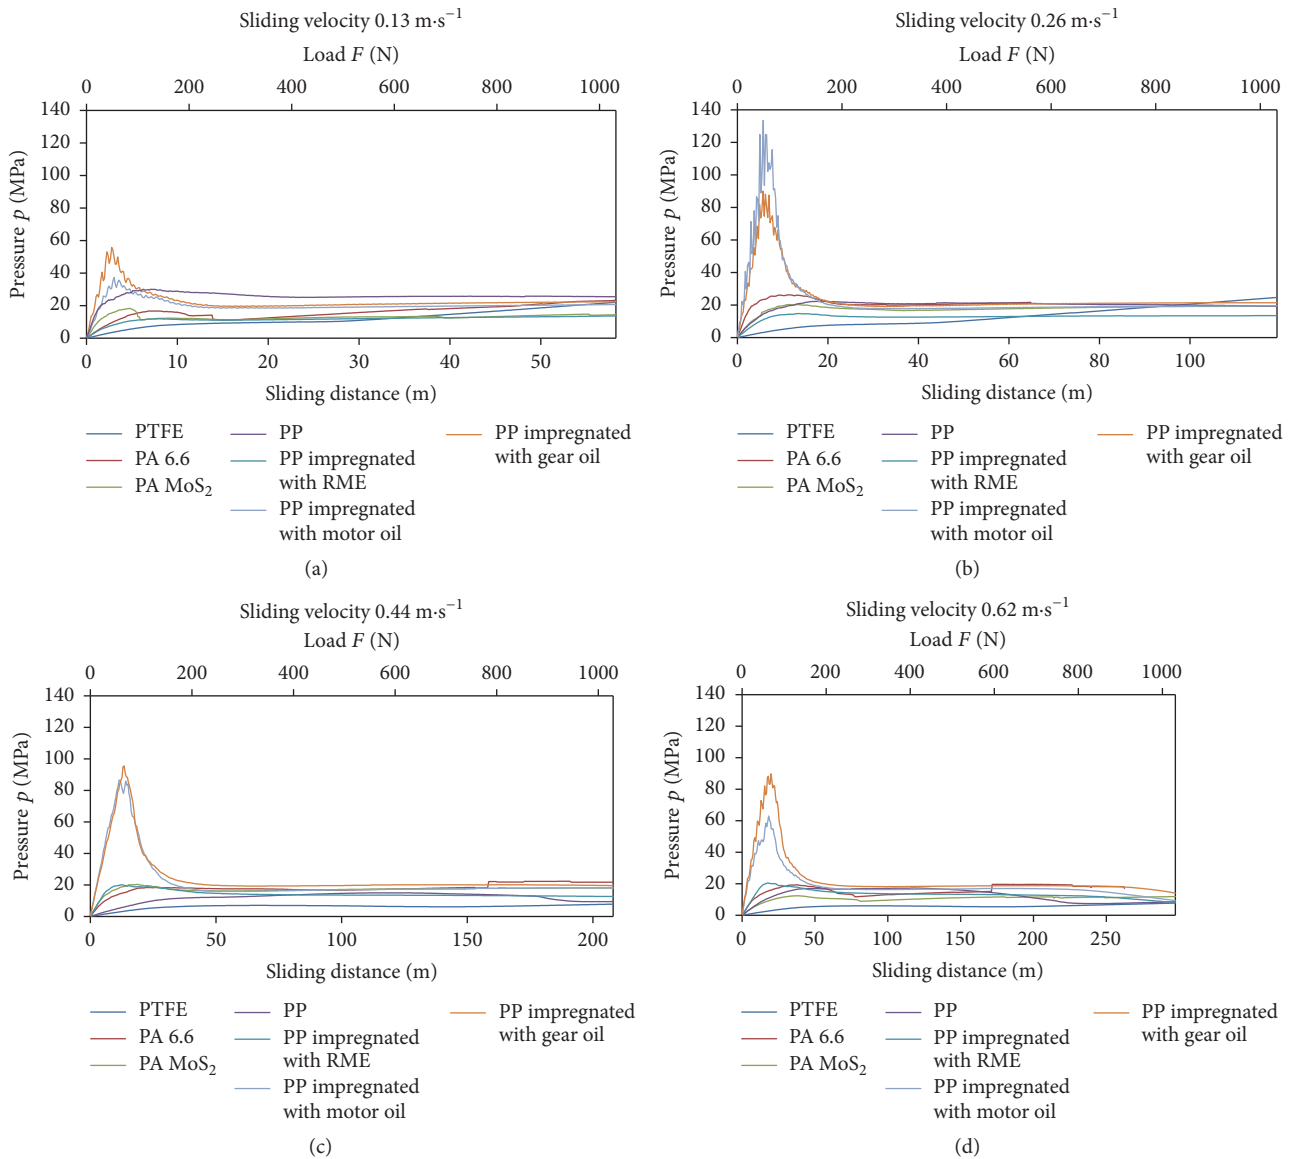 Sliding velocity 0.13 m·s⁻¹
Load F (N)
0 200 400 600 800 1000
140
120
100
80
60
40
20
0
Pressure p (MPa)
0 10 20 30 40 50
Sliding distance (m)
PTFE
PA 6.6
PA MoS₂
PP
PP impregnated
with RME
PP impregnated
with motor oil
PP impregnated
with gear oil
(a)
Sliding velocity 0.26 m·s⁻¹
Load F (N)
0 200 400 600 800 1000
140
120
100
80
60
40
20
0
Pressure p (MPa)
0 20 40 60 80 100
Sliding distance (m)
PTFE
PA 6.6
PA MoS₂
PP
PP impregnated
with RME
PP impregnated
with motor oil
PP impregnated
with gear oil
(b)
Sliding velocity 0.44 m·s⁻¹
Load F (N)
0 200 400 600 800 1000
140
120
100
80
60
40
20
0
Pressure p (MPa)
0 50 100 150 200
Sliding distance (m)
PTFE
PA 6.6
PA MoS₂
PP
PP impregnated
with RME
PP impregnated
with motor oil
PP impregnated
with gear oil
(c)
Sliding velocity 0.62 m·s⁻¹
Load F (N)
0 200 400 600 800 1000
140
120
100
80
60
40
20
0
Pressure p (MPa)
0 50 100 150 200 250
Sliding distance (m)
PTFE
PA 6.6
PA MoS₂
PP
PP impregnated
with RME
PP impregnated
with motor oil
PP impregnated
with gear oil
(d)